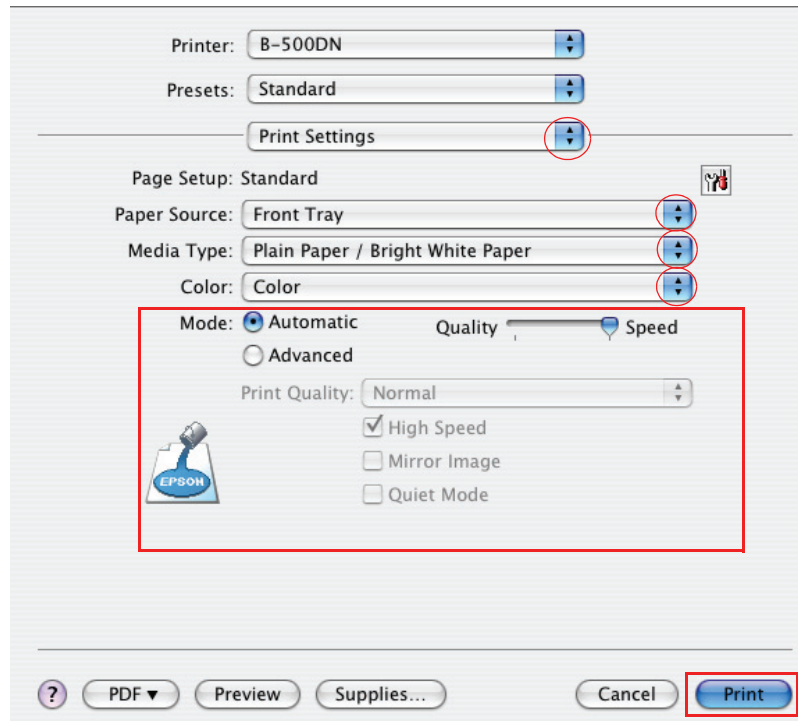 Printer: B-500DN
Presets: Standard
Print Settings
Page Setup: Standard
Paper Source: Front Tray
Media Type: Plain Paper / Bright White Paper
Color: Color
Mode: Automatic Quality Speed
Advanced
Print Quality: Normal
High Speed
Mirror Image
Quiet Mode
EPSON
? PDF ▼ Preview Supplies... Cancel Print